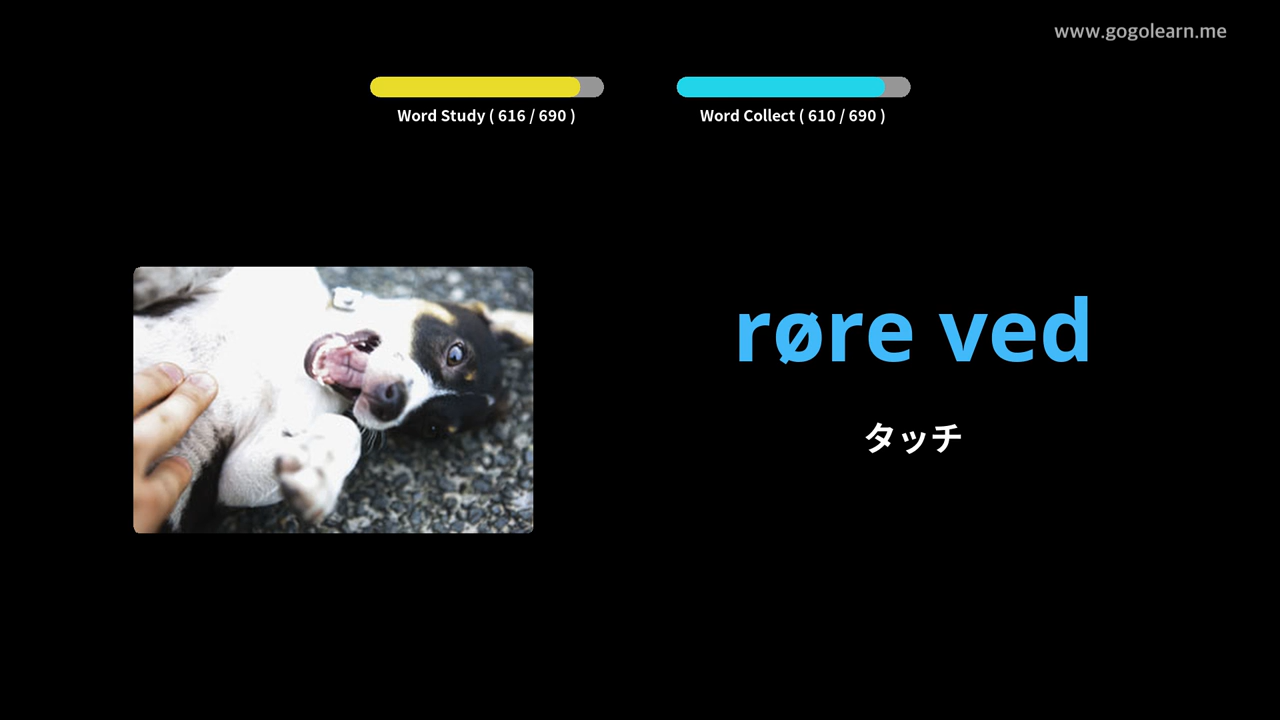 www.gogolearn.me
Word Study ( 616 / 690 )
Word Collect ( 610 / 690 )
røre ved
タッチ